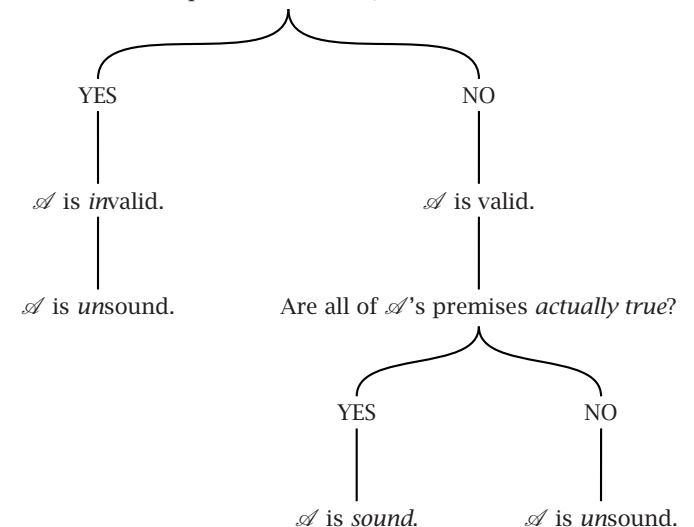 YES NO
𝒜 is invalid. 𝒜 is valid.
𝒜 is unsound. Are all of 𝒜's premises actually true?
YES NO
𝒜 is sound. 𝒜 is unsound.